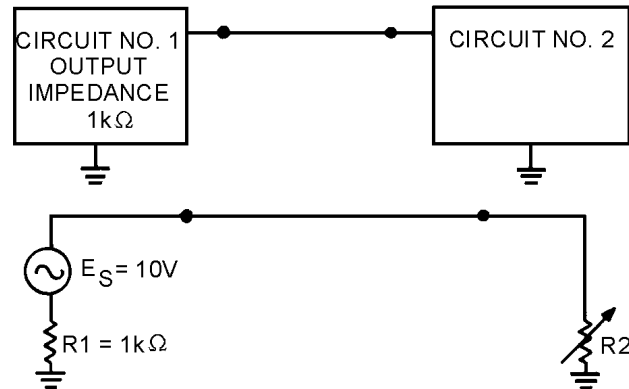 CIRCUIT NO. 1
OUTPUT
IMPEDANCE
1kΩ
CIRCUIT NO. 2
E_S = 10V
R1 = 1kΩ
R2